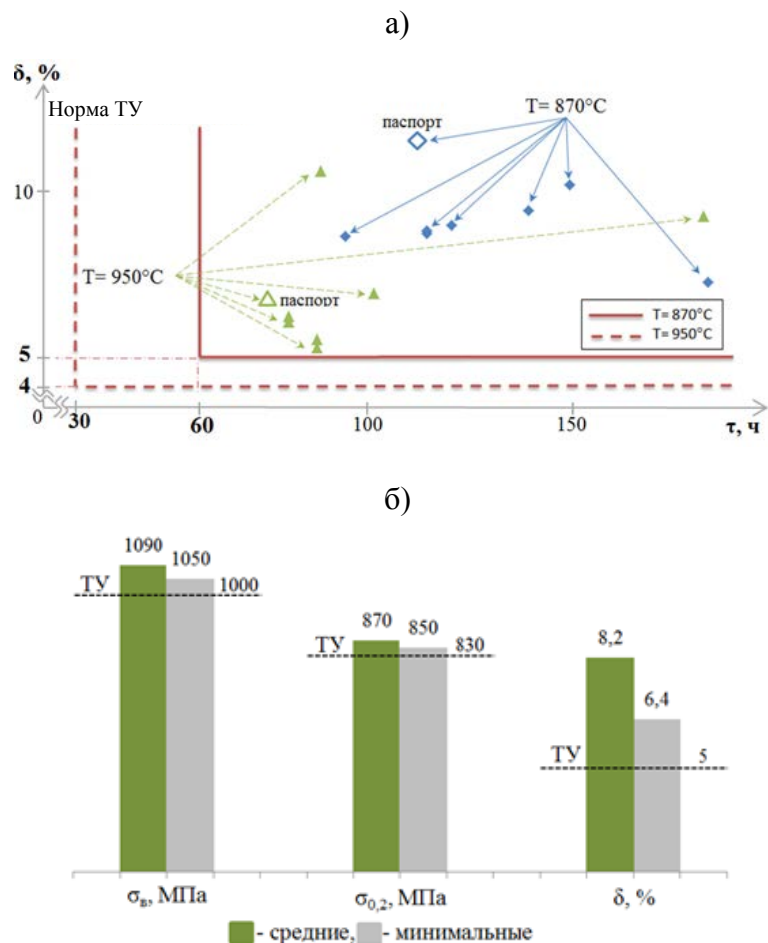 а)
δ, %
Норма ТУ
T= 870°C
паспорт
10
T= 950°C
паспорт
T= 870°C
T= 950°C
5
4
0 30 60 100 150 τ, ч
б)
1090 1050
ТУ 1000
870 850
ТУ 830
8,2
6,4
ТУ 5
σв, МПа σ0,2, МПа δ, %
- средние, - минимальные